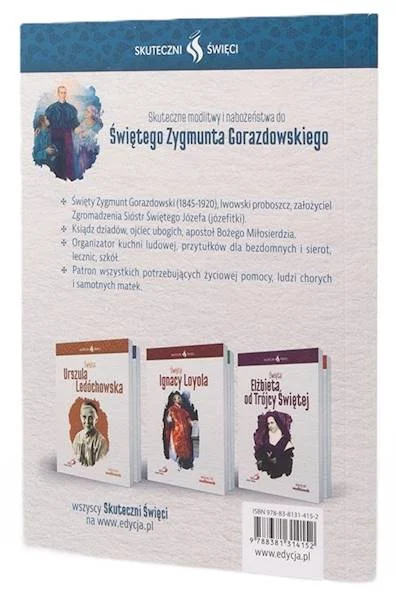 SKUTECZNI ŚWIĘCI
Skuteczne modlitwy i nabożeństwa do
Świętego Zygmunta Gorazdowskiego
Święty Zygmunt Gorazdowski (1845-1920), lwowski proboszcz, założyciel
Zgromadzenia Sióstr Świętego Józefa (józefitki).
Ksiądz dziadów, ojciec ubogich, apostoł Bożego Miłosierdzia.
Organizator kuchni ludowej, przytułków dla bezdomnych i sierot,
lecznic, szkół.
Patron wszystkich potrzebujących życiowej pomocy, ludzi chorych
i samotnych matek.
Święta
Urszula
Ledóchowska
Święty
Ignacy Loyola
Święta
Elżbieta
od Trójcy Świętej
wszyscy Skuteczni Święci
na www.edycja.pl
ISBN 978-83-8131-415-2
9 788381 314152
www.edycja.pl